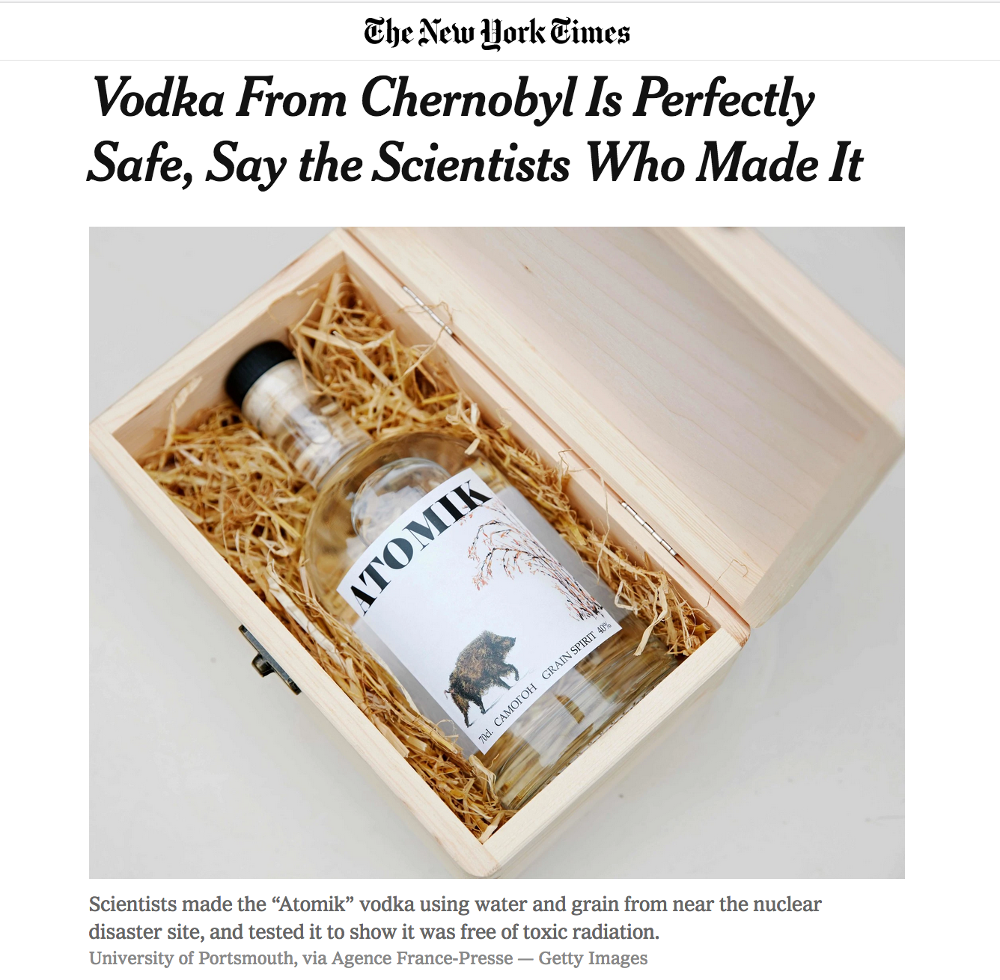 The New York Times
Vodka From Chernobyl Is Perfectly
Safe, Say the Scientists Who Made It
ATOMIK
70cl. САМОГОН GRAIN SPIRIT 40%
Scientists made the “Atomik” vodka using water and grain from near the nuclear
disaster site, and tested it to show it was free of toxic radiation.
University of Portsmouth, via Agence France-Presse — Getty Images